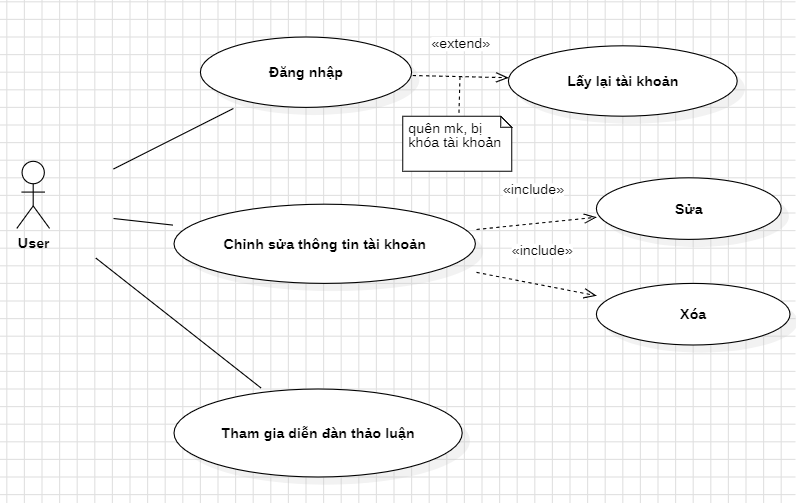 «extend»
Đăng nhập
Lấy lại tài khoản
quên mk, bị
khóa tài khoản
«include»
Sửa
User
Chỉnh sửa thông tin tài khoản
«include»
Xóa
Tham gia diễn đàn thảo luận